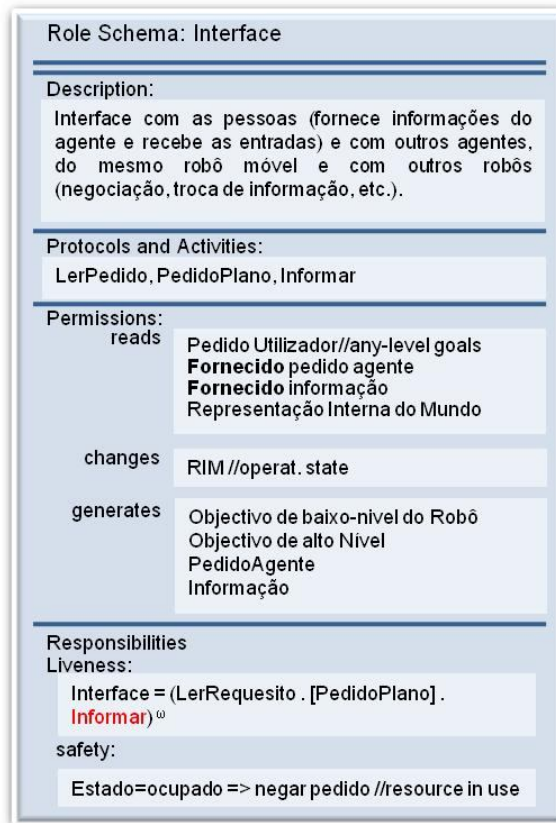 Role Schema: Interface
Description:
Interface com as pessoas (fornece informações do
agente e recebe as entradas) e com outros agentes,
do mesmo robô móvel e com outros robôs
(negociação, troca de informação, etc.).
Protocols and Activities:
LerPedido, PedidoPlano, Informar
Permissions:
reads
Pedido Utilizador//any-level goals
Fornecido pedido agente
Fornecido informação
Representação Interna do Mundo
changes
RIM //operat. state
generates
Objectivo de baixo-nivel do Robô
Objectivo de alto Nível
PedidoAgente
Informação
Responsibilities
Liveness:
Interface = (LerRequesito . [PedidoPlano] .
Informar) ω
safety:
Estado=ocupado => negar pedido //resource in use